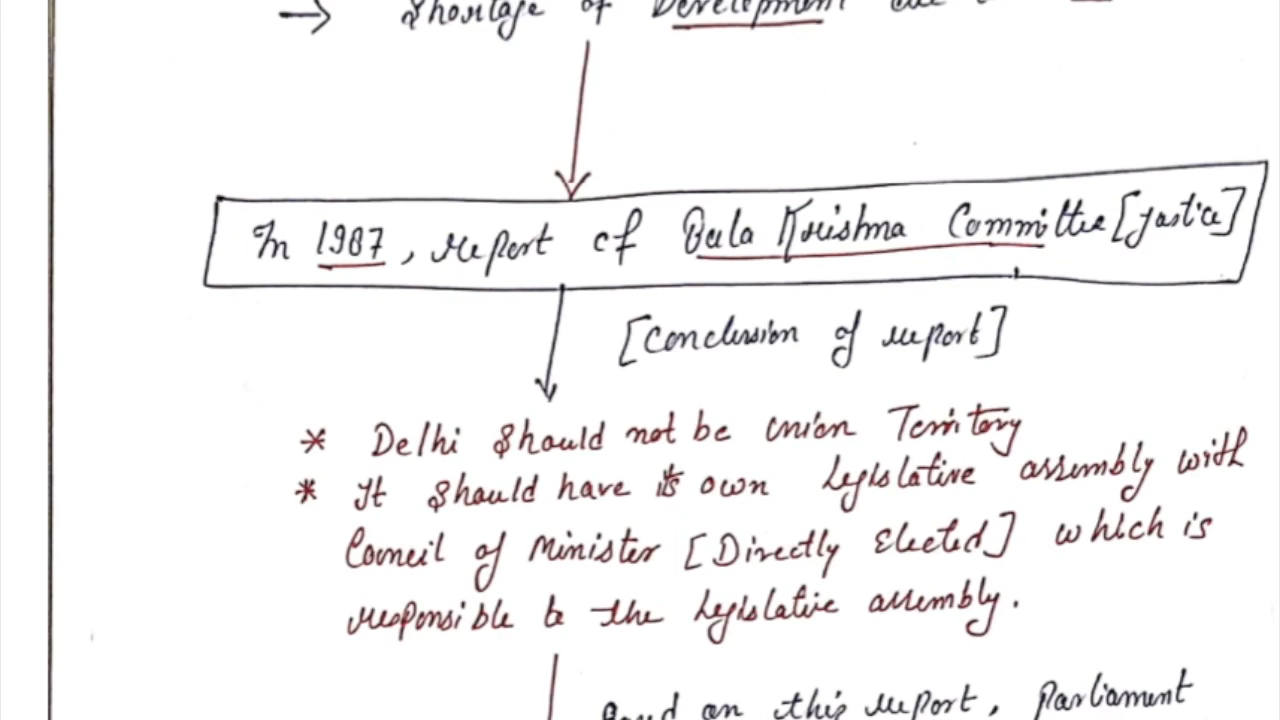 → Shortage of Development
In 1987, report of Bala Krishna Committee [Justice]
[Conclusion of report]
* Delhi should not be union Territory
* It should have its own Legislative assembly with
Council of Minister [Directly Elected] which is
responsible to the Legislative assembly.
Based on this report, Parliament